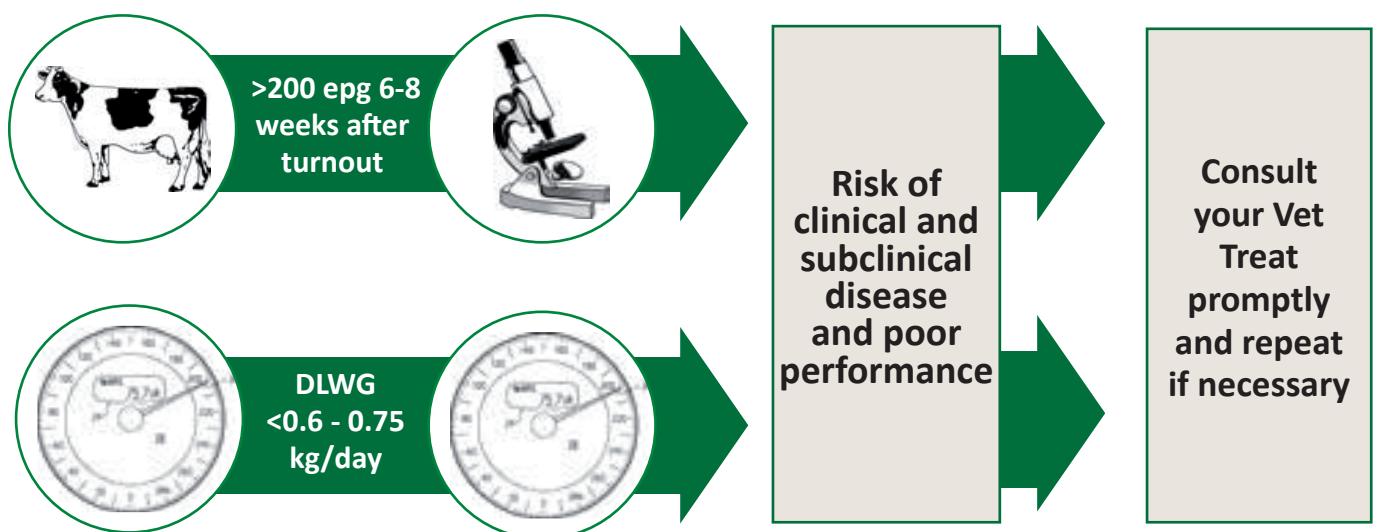 >200 epg 6-8
weeks after
turnout
DLWG
<0.6 - 0.75
kg/day
Risk of
clinical and
subclinical
disease
and poor
performance
Consult
your Vet
Treat
promptly
and repeat
if necessary